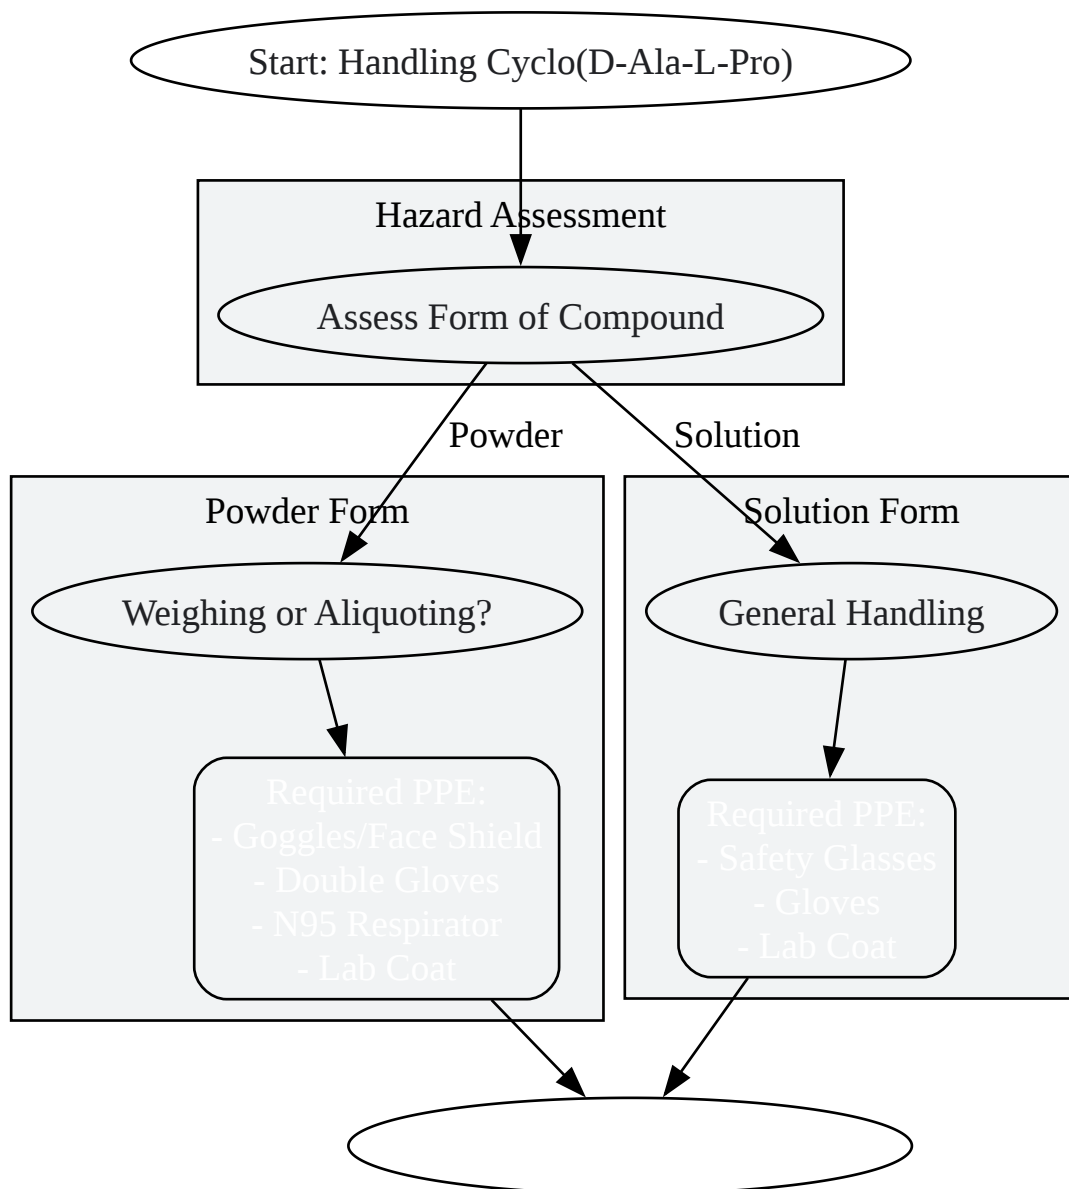 Start: Handling Cyclo(D-Ala-L-Pro)
Hazard Assessment
Assess Form of Compound
Powder
Solution
Powder Form
Solution Form
Weighing or Aliquoting?
General Handling
Required PPE:
- Goggles/Face Shield
- Double Gloves
- N95 Respirator
- Lab Coat
Required PPE:
- Safety Glasses
- Gloves
- Lab Coat